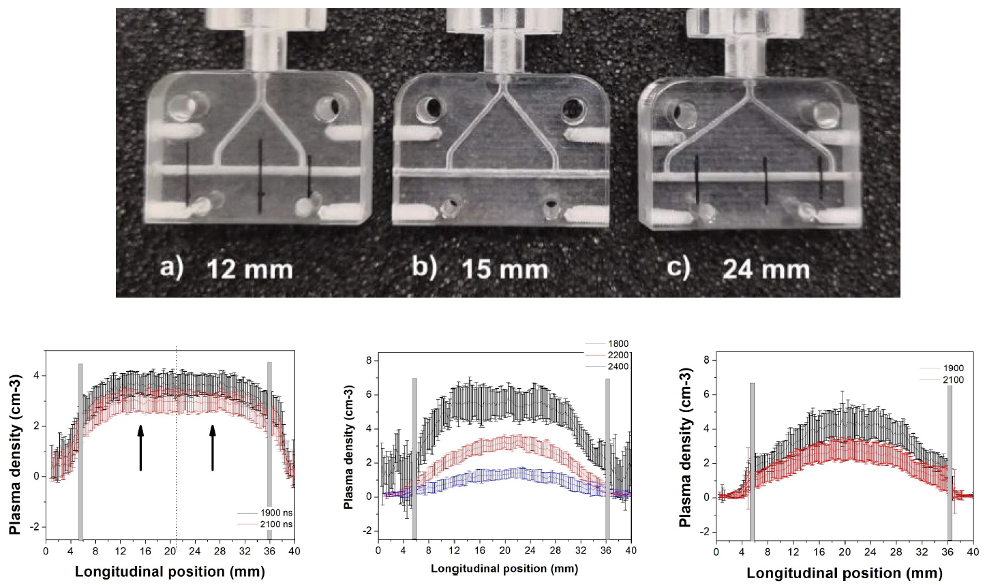 a) 12 mm
b) 15 mm
c) 24 mm
Plasma density (cm-3)
4
2
0
-2
1900 ns
2100 ns
0 4 8 12 16 20 24 28 32 36 40
Longitudinal position (mm)
Plasma density (cm-3)
8
6
4
2
0
-2
1800
2200
2400
0 4 8 12 16 20 24 28 32 36 40
Longitudinal position (mm)
Plasma density (cm-3)
8
6
4
2
0
-2
1900
2100
0 4 8 12 16 20 24 28 32 36 40
Longitudinal position (mm)